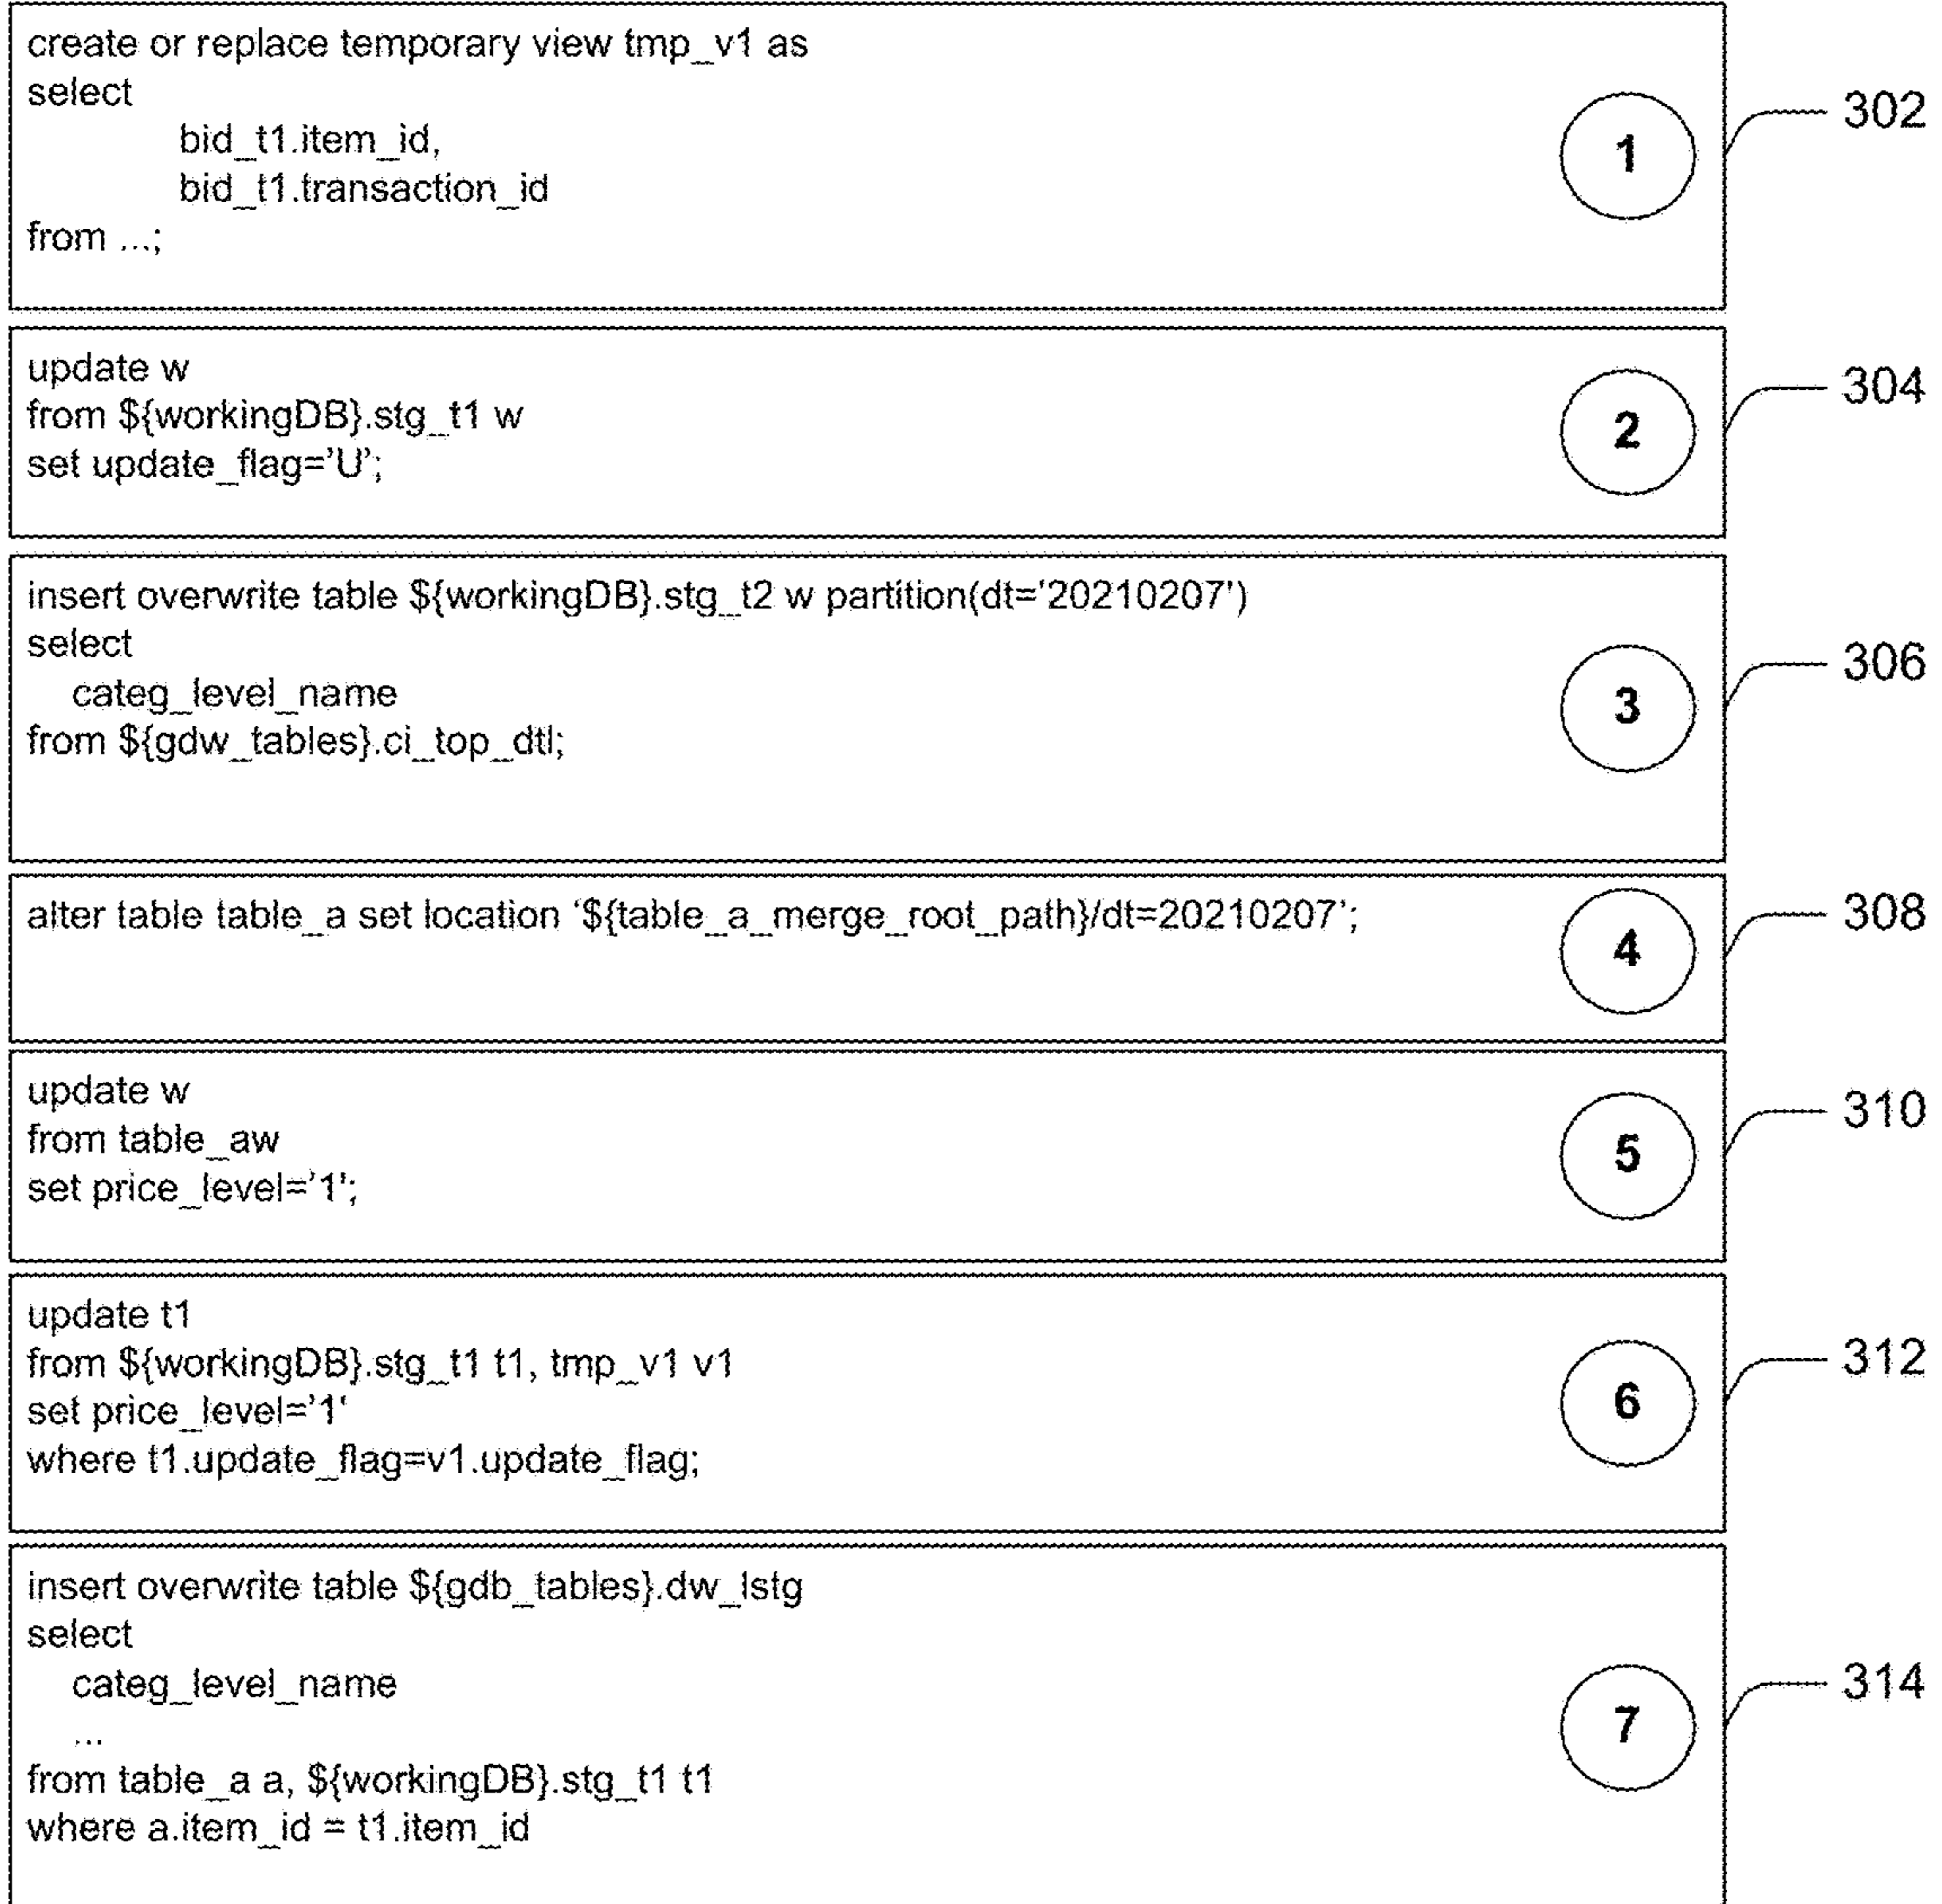 create or replace temporary view tmp_v1 as
select
bid_t1.item_id,
bid_t1.transaction_id
from ...;
1
302
update w
from ${workingDB}.stg_t1 w
set update_flag='U';
2
304
insert overwrite table ${workingDB}.stg_t2 w partition(dt='20210207')
select
categ_level_name
from ${gdw_tables}.ci_top_dtl;
3
306
alter table table_a set location ‘${table_a_merge_root_path}/dt=20210207’;
4
308
update w
from table_aw
set price_level='1';
5
310
update t1
from ${workingDB}.stg_t1 t1, tmp_v1 v1
set price_level='1'
where t1.update_flag=v1.update_flag;
6
312
insert overwrite table ${gdb_tables}.dw_lstg
select
categ_level_name
...
from table_a a, ${workingDB}.stg_t1 t1
where a.item_id = t1.item_id
7
314